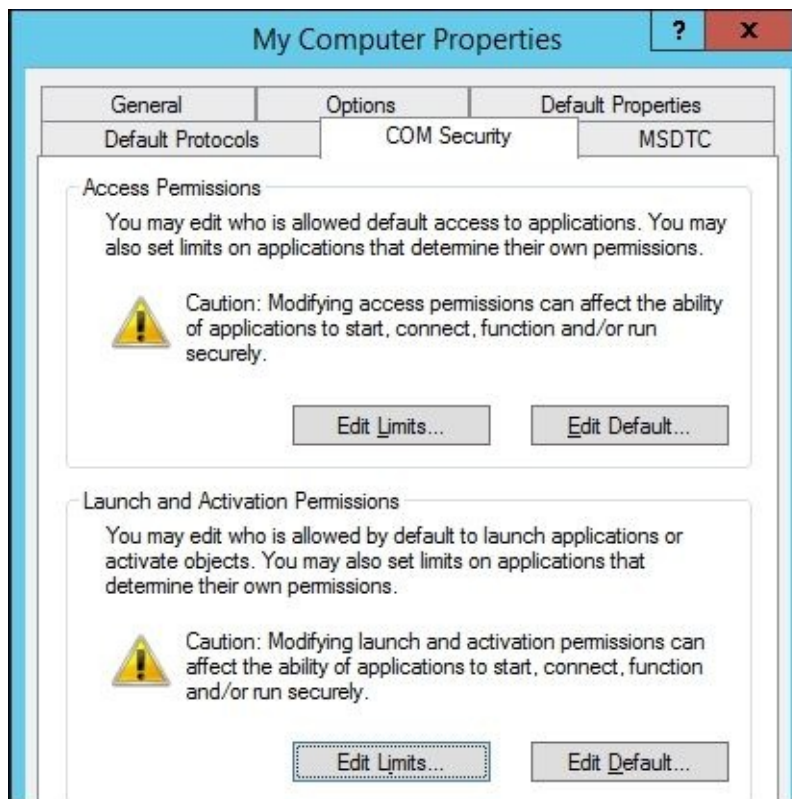 My Computer Properties
?
x
General
Options
Default Properties
Default Protocols
COM Security
MSDTC
Access Permissions
You may edit who is allowed default access to applications. You may
also set limits on applications that determine their own permissions.
Caution: Modifying access permissions can affect the ability
of applications to start, connect, function and/or run
securely.
Edit Limits...
Edit Default...
Launch and Activation Permissions
You may edit who is allowed by default to launch applications or
activate objects. You may also set limits on applications that
determine their own permissions.
Caution: Modifying launch and activation permissions can
affect the ability of applications to start, connect, function
and/or run securely.
Edit Limits...
Edit Default...